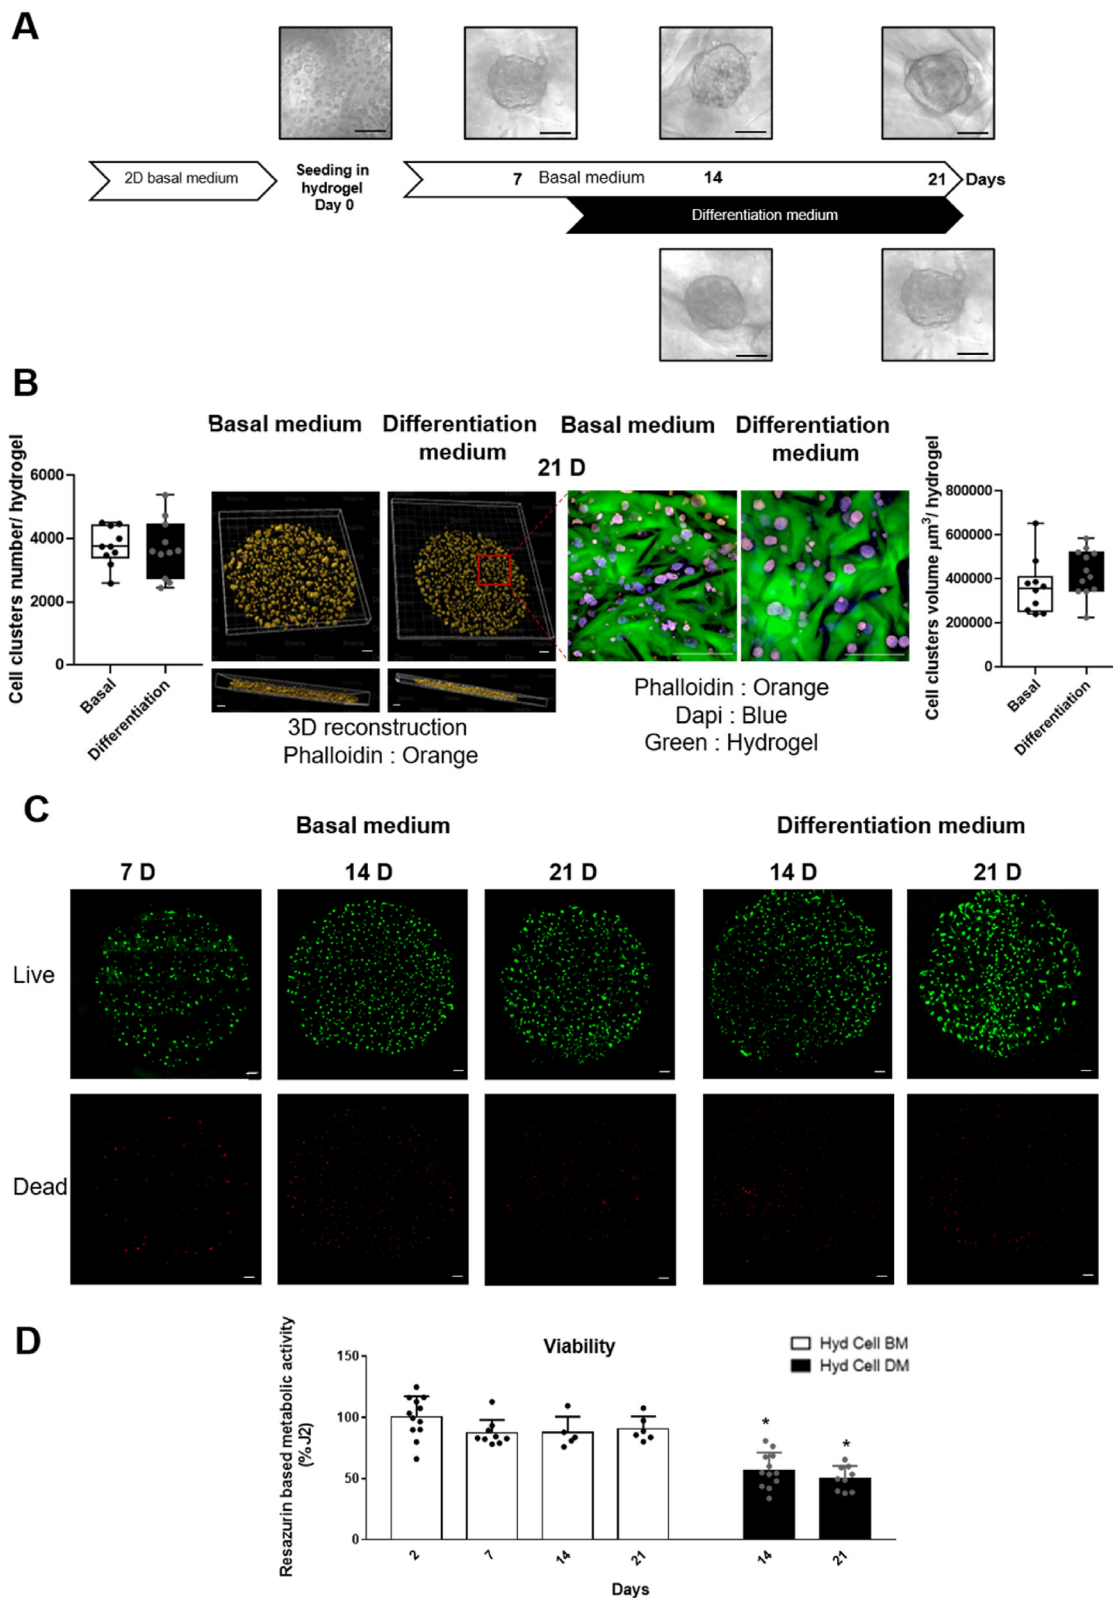 A
2D basal medium
Seeding in
hydrogel
Day 0
7 Basal medium 14 21 Days
Differentiation medium
B
Basal medium Differentiation
medium
Basal medium Differentiation
medium
21 D
Cell clusters number/ hydrogel
6000
4000
2000
0
Basal
Differentiation
3D reconstruction
Phalloidin : Orange
Phalloidin : Orange
Dapi : Blue
Green : Hydrogel
Cell clusters volume µm³/ hydrogel
800000
600000
400000
200000
0
Basal
Differentiation
C
Basal medium Differentiation medium
7 D 14 D 21 D 14 D 21 D
Live
Dead
D
Viability
Hyd Cell BM
Hyd Cell DM
Resazurin based metabolic activity
(%J2)
150
100
50
0
* *
2 7 14 21 14 21
Days